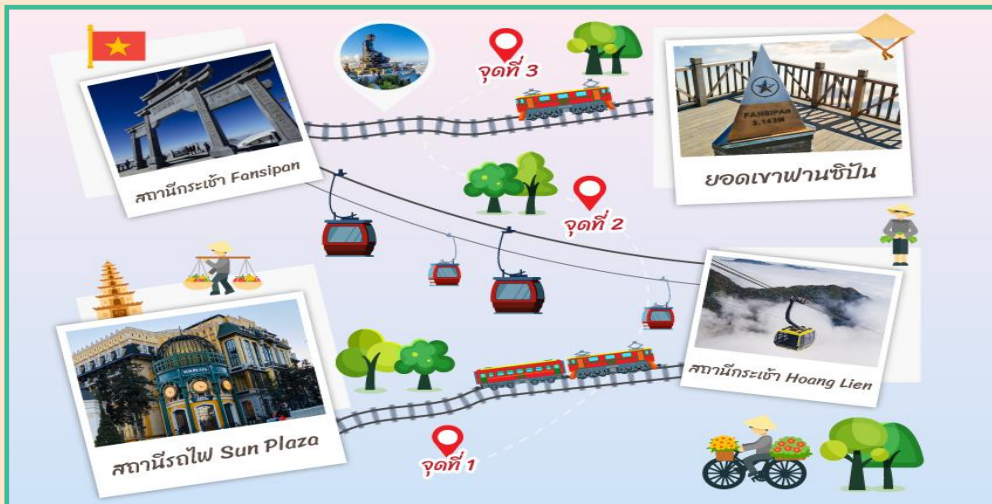 จุดที่ 3
สถานีกระเช้า Fansipan
FANSIPAN
3.143M
ยอดเขาฟานซิปัน
จุดที่ 2
สถานีรถไฟ Sun Plaza
สถานีกระเช้า Hoang Lien
จุดที่ 1